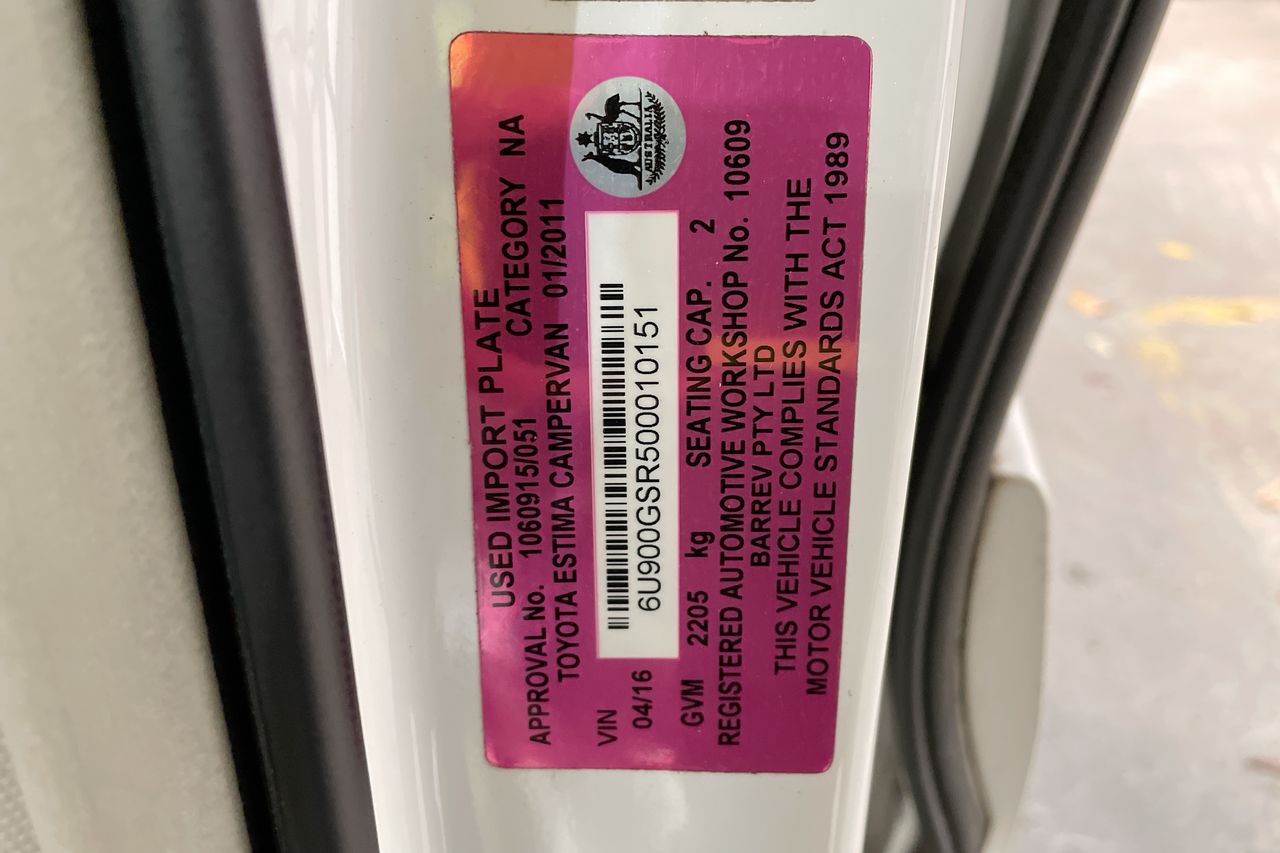 USED IMPORT PLATE
APPROVAL No. 1060915/051 CATEGORY NA
TOYOTA ESTIMA CAMPERVAN 01/2011
AUSTRALIA
VIN
6U900GSR500010151
04/16
GVM 2205 kg SEATING CAP. 2
REGISTERED AUTOMOTIVE WORKSHOP No. 10609
BARREV PTY LTD
THIS VEHICLE COMPLIES WITH THE
MOTOR VEHICLE STANDARDS ACT 1989